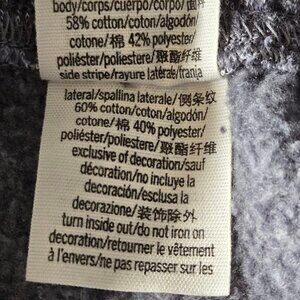 body/corps/cuerpo/corpo/面料
58% cotton/coton/algodón/
cotone/棉 42% polyester/
poliéster/poliestere/聚酯纤维
side stripe/rayure latérale/franja
lateral/spallina laterale/侧条纹
60% cotton/coton/algodón/
cotone/棉 40% polyester/
poliéster/poliestere/聚酯纤维
exclusive of decoration/sauf
décoration/no incluye la
decoración/esclusa la
decorazione/装饰除外
turn inside out/do not iron on
decoration/retourner le vêtement
à l'envers/ne pas repasser sur les